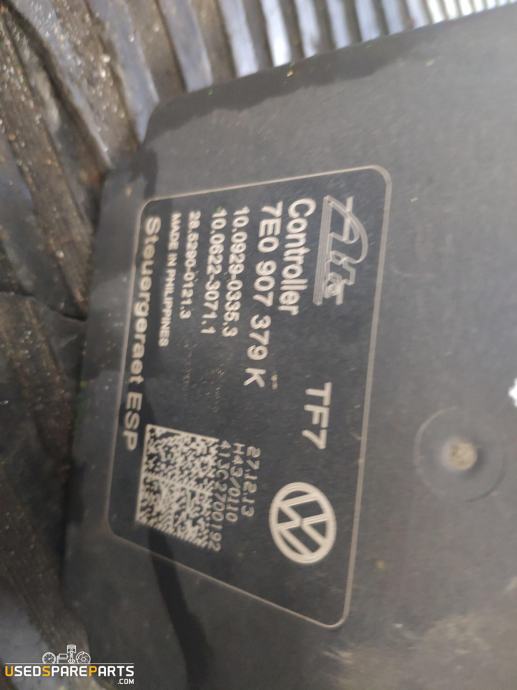 Ate
Controller
7E0 907 379 K
TF7
10.0929-0335.3
10.0622-3071.1
28.5290-0121.3
MADE IN PHILIPPINES
Steuergeraet ESP
27.12.13
H43/0110
413C2700192
USEDSPAREPARTS
.COM